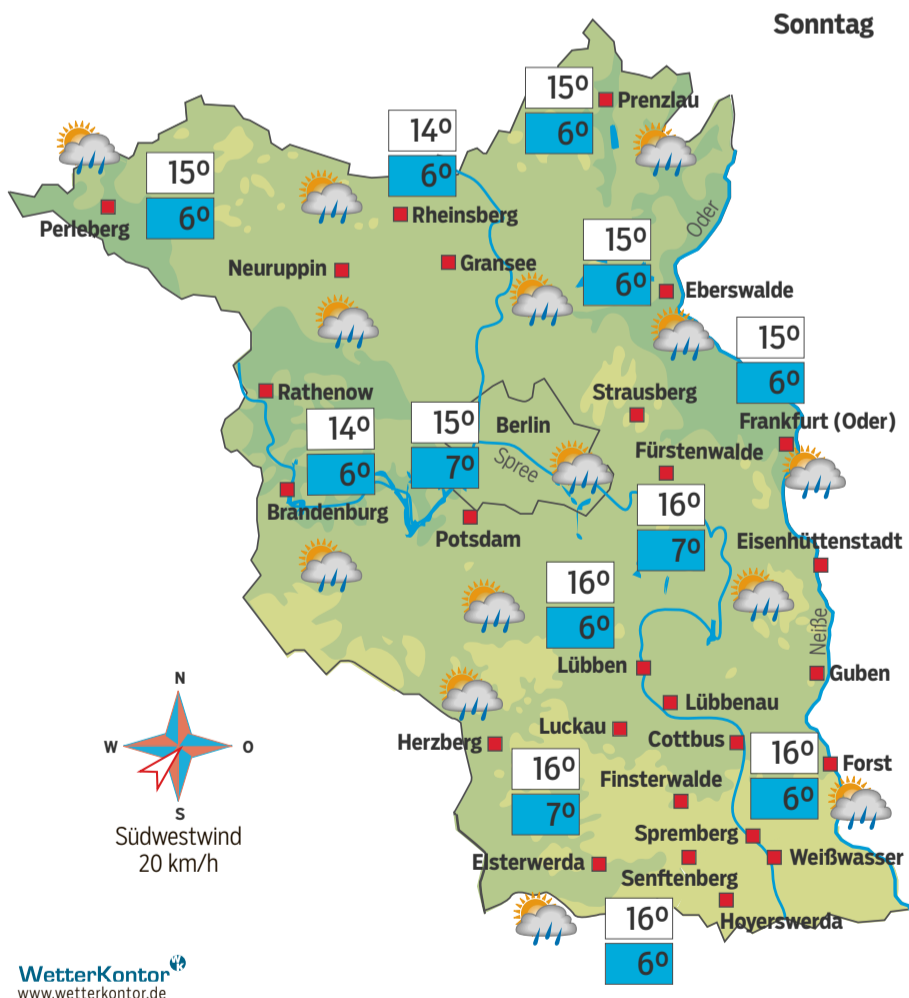 Sonntag
15°
Prenzlau
6°
14°
6°
15°
6°
Perleberg
Rheinsberg
Oder
Neuruppin
Gransee
15°
6°
Eberswalde
15°
6°
Rathenow
Strausberg
Frankfurt (Oder)
14°
6°
15°
7°
Berlin
Spree
Fürstenwalde
Brandenburg
Potsdam
16°
7°
Eisenhüttenstadt
16°
6°
Neiße
Lübben
Guben
Lübbenau
Luckau
Cottbus
Herzberg
16°
6°
Forst
16°
7°
Finsterwalde
Spremberg
Weißwasser
Elsterwerda
Senftenberg
Hoyerswerda
16°
6°
N
W
O
S
Südwestwind
20 km/h
WetterKontor
www.wetterkontor.de